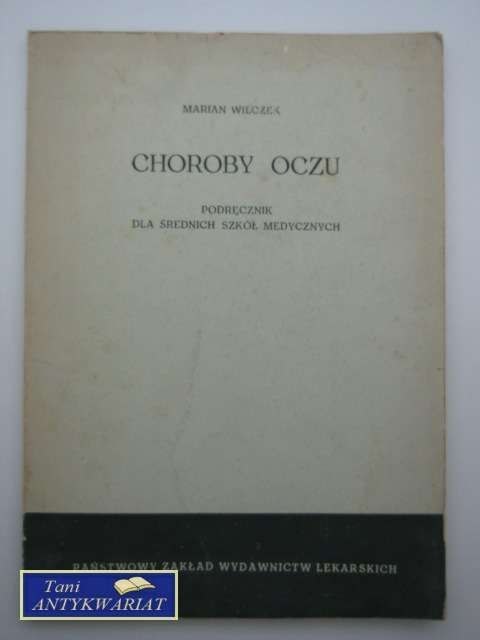 MARIAN WILCZEK
CHOROBY OCZU
PODRĘCZNIK
DLA ŚREDNICH SZKÓŁ MEDYCZNYCH
PAŃSTWOWY ZAKŁAD WYDAWNICTW LEKARSKICH
Tani
ANTYKWARIAT